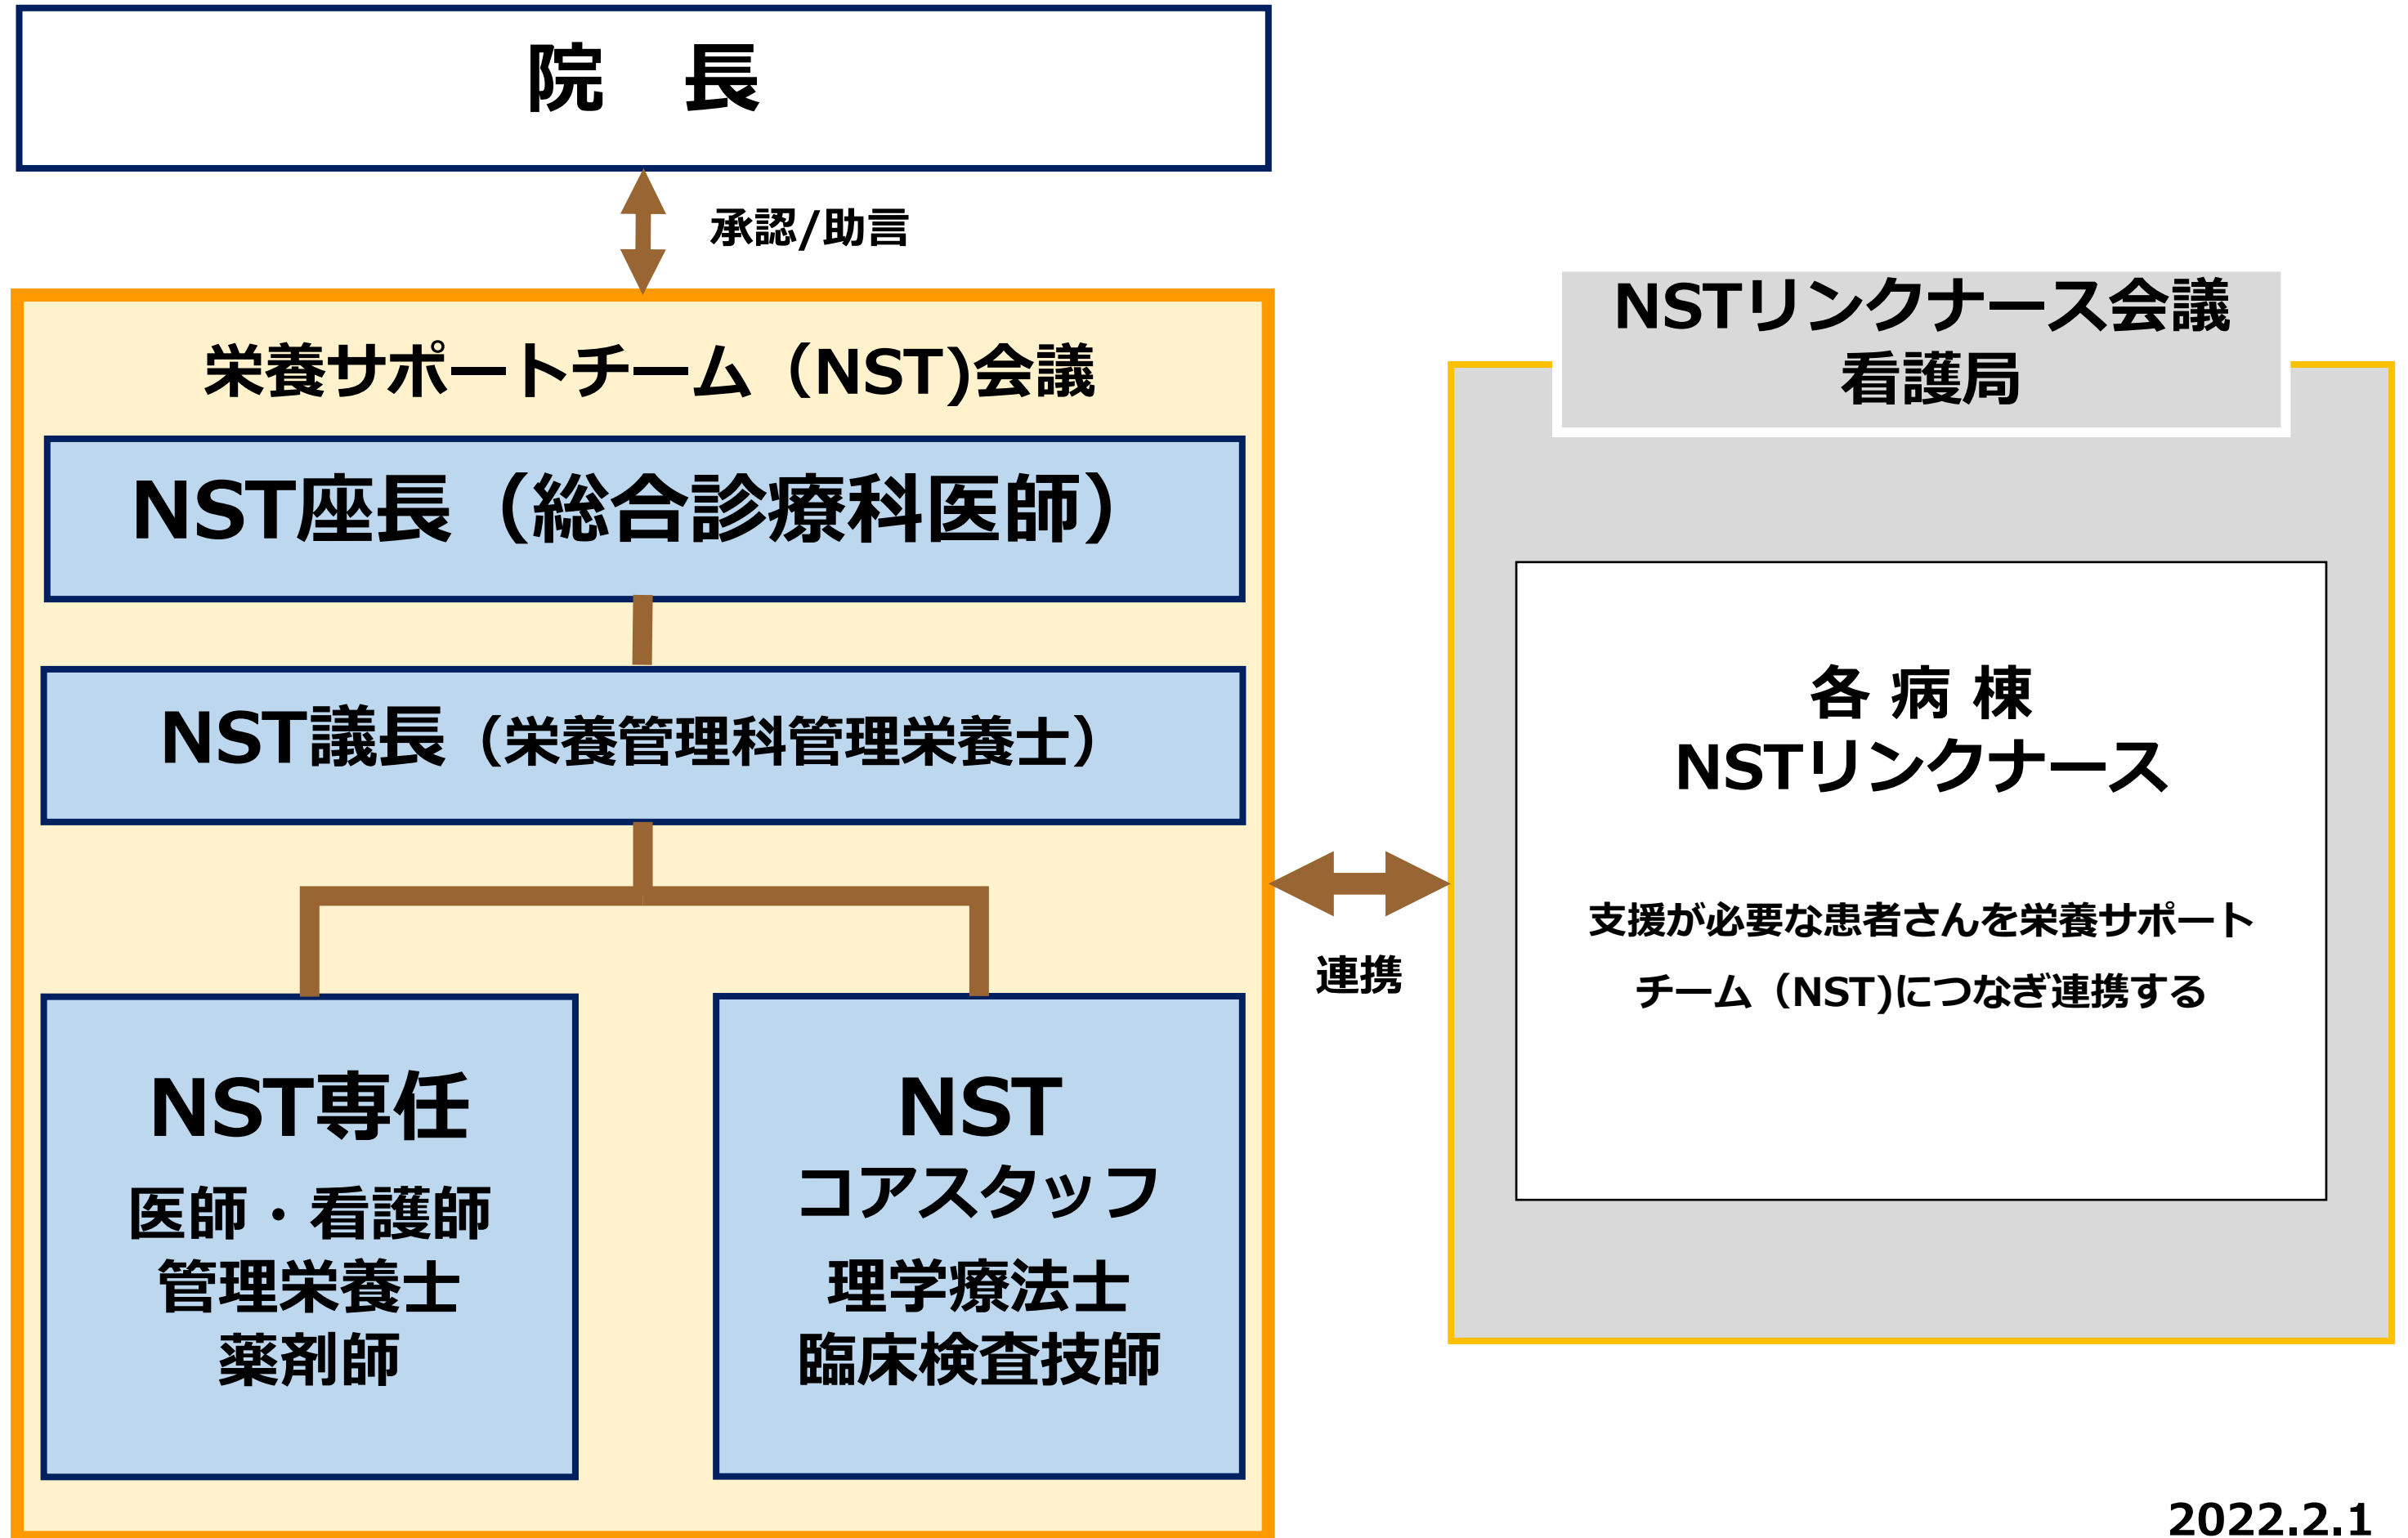 院　長
承認/助言
栄養サポートチーム（NST)会議
NST座長（総合診療科医師）
NST議長（栄養管理科管理栄養士）
NST専任
医師・看護師
管理栄養士
薬剤師
NST
コアスタッフ
理学療法士
臨床検査技師
連携
NSTリンクナース会議
看護局
各 病 棟
NSTリンクナース
支援が必要な患者さんを栄養サポート
チーム（NST)につなぎ連携する
2022.2.1